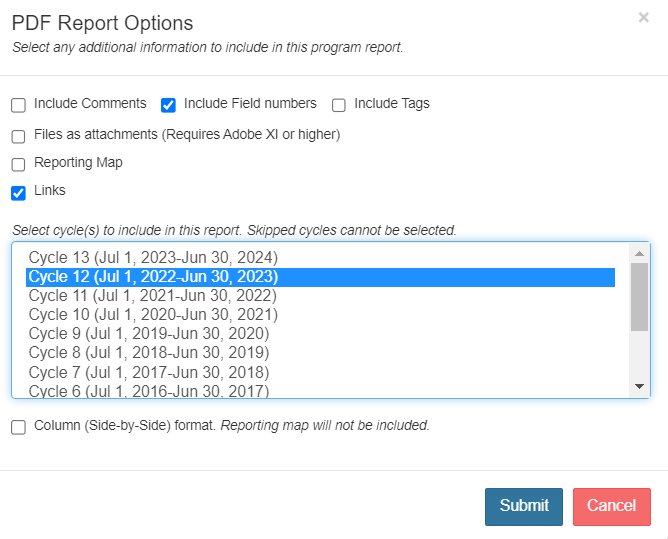 PDF Report Options
×
Select any additional information to include in this program report.
Include Comments Include Field numbers Include Tags
Files as attachments (Requires Adobe XI or higher)
Reporting Map
Links
Select cycle(s) to include in this report. Skipped cycles cannot be selected.
Cycle 13 (Jul 1, 2023-Jun 30, 2024)
Cycle 12 (Jul 1, 2022-Jun 30, 2023)
Cycle 11 (Jul 1, 2021-Jun 30, 2022)
Cycle 10 (Jul 1, 2020-Jun 30, 2021)
Cycle 9 (Jul 1, 2019-Jun 30, 2020)
Cycle 8 (Jul 1, 2018-Jun 30, 2019)
Cycle 7 (Jul 1, 2017-Jun 30, 2018)
Cycle 6 (Jul 1, 2016-Jun 30, 2017)
Column (Side-by-Side) format. Reporting map will not be included.
Submit Cancel